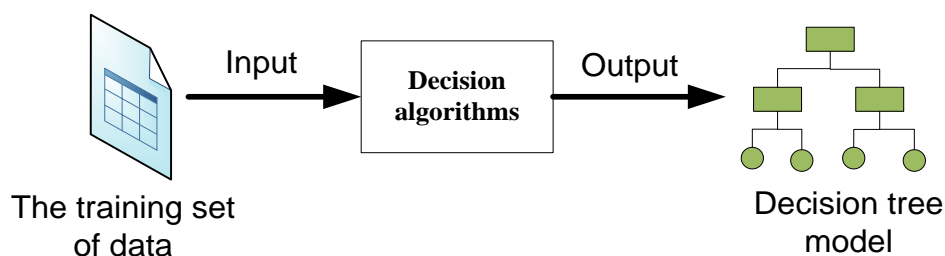 Input
Decision
algorithms
Output
The training set
of data
Decision tree
model